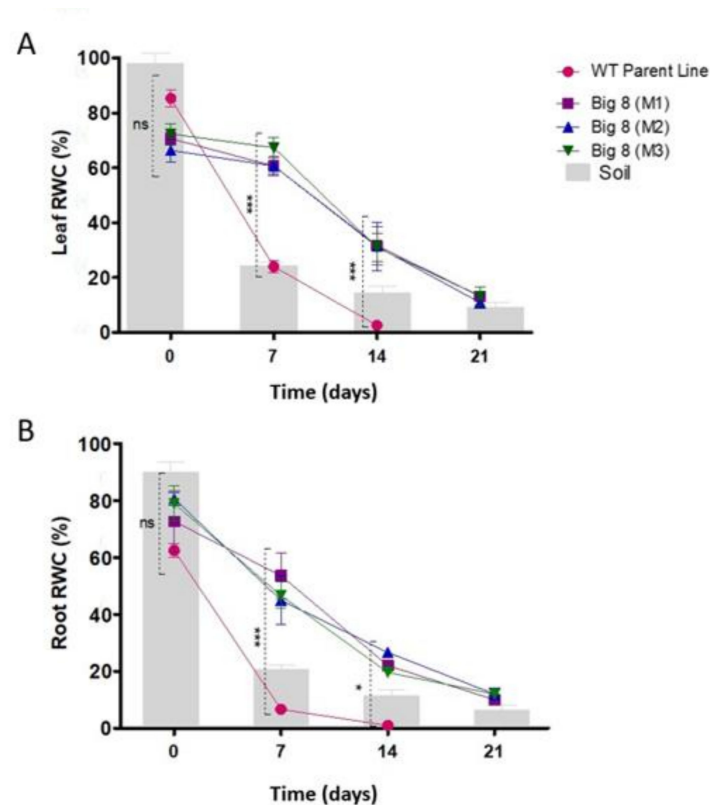 A
Leaf RWC (%)
100
80
60
40
20
0
ns
***
***
0 7 14 21
Time (days)
WT Parent Line
Big 8 (M1)
Big 8 (M2)
Big 8 (M3)
Soil
B
Root RWC (%)
100
80
60
40
20
0
ns
***
*
0 7 14 21
Time (days)